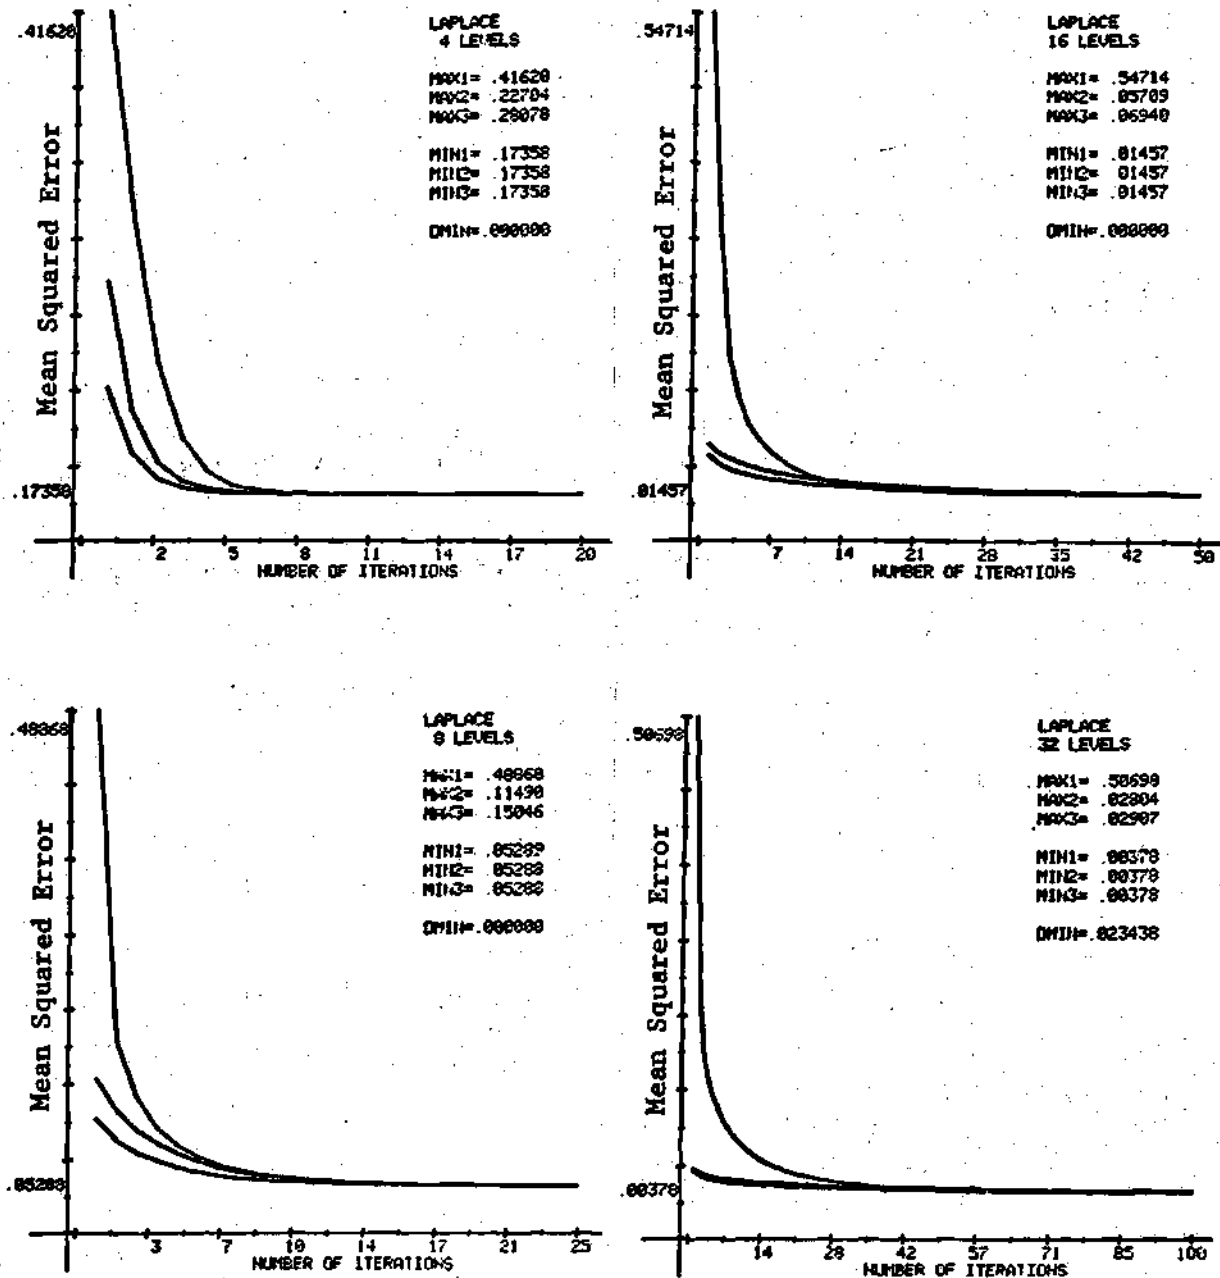 .41620
LAPLACE
4 LEVELS
MAX1= .41620
MAX2= .22704
MAX3= .28078
MIN1= .17358
MIN2= .17358
MIN3= .17358
DMIN=.000000
Mean Squared Error
.17358
2 5 8 11 14 17 20
NUMBER OF ITERATIONS
.54714
LAPLACE
16 LEVELS
MAX1= .54714
MAX2= .05709
MAX3= .06940
MIN1= .01457
MIN2= .01457
MIN3= .01457
DMIN=.000000
Mean Squared Error
.01457
7 14 21 28 35 42 50
NUMBER OF ITERATIONS
.48868
LAPLACE
8 LEVELS
MAX1= .48868
MAX2= .11490
MAX3= .15046
MIN1= .05289
MIN2= .05288
MIN3= .05288
DMIN=.000000
Mean Squared Error
3 7 10 14 17 21 25
NUMBER OF ITERATIONS
.50698
LAPLACE
32 LEVELS
MAX1= .50698
MAX2= .02804
MAX3= .02907
MIN1= .00378
MIN2= .00378
MIN3= .00378
DMIN=.023438
Mean Squared Error
.00378
14 28 42 57 71 85 100
NUMBER OF ITERATIONS